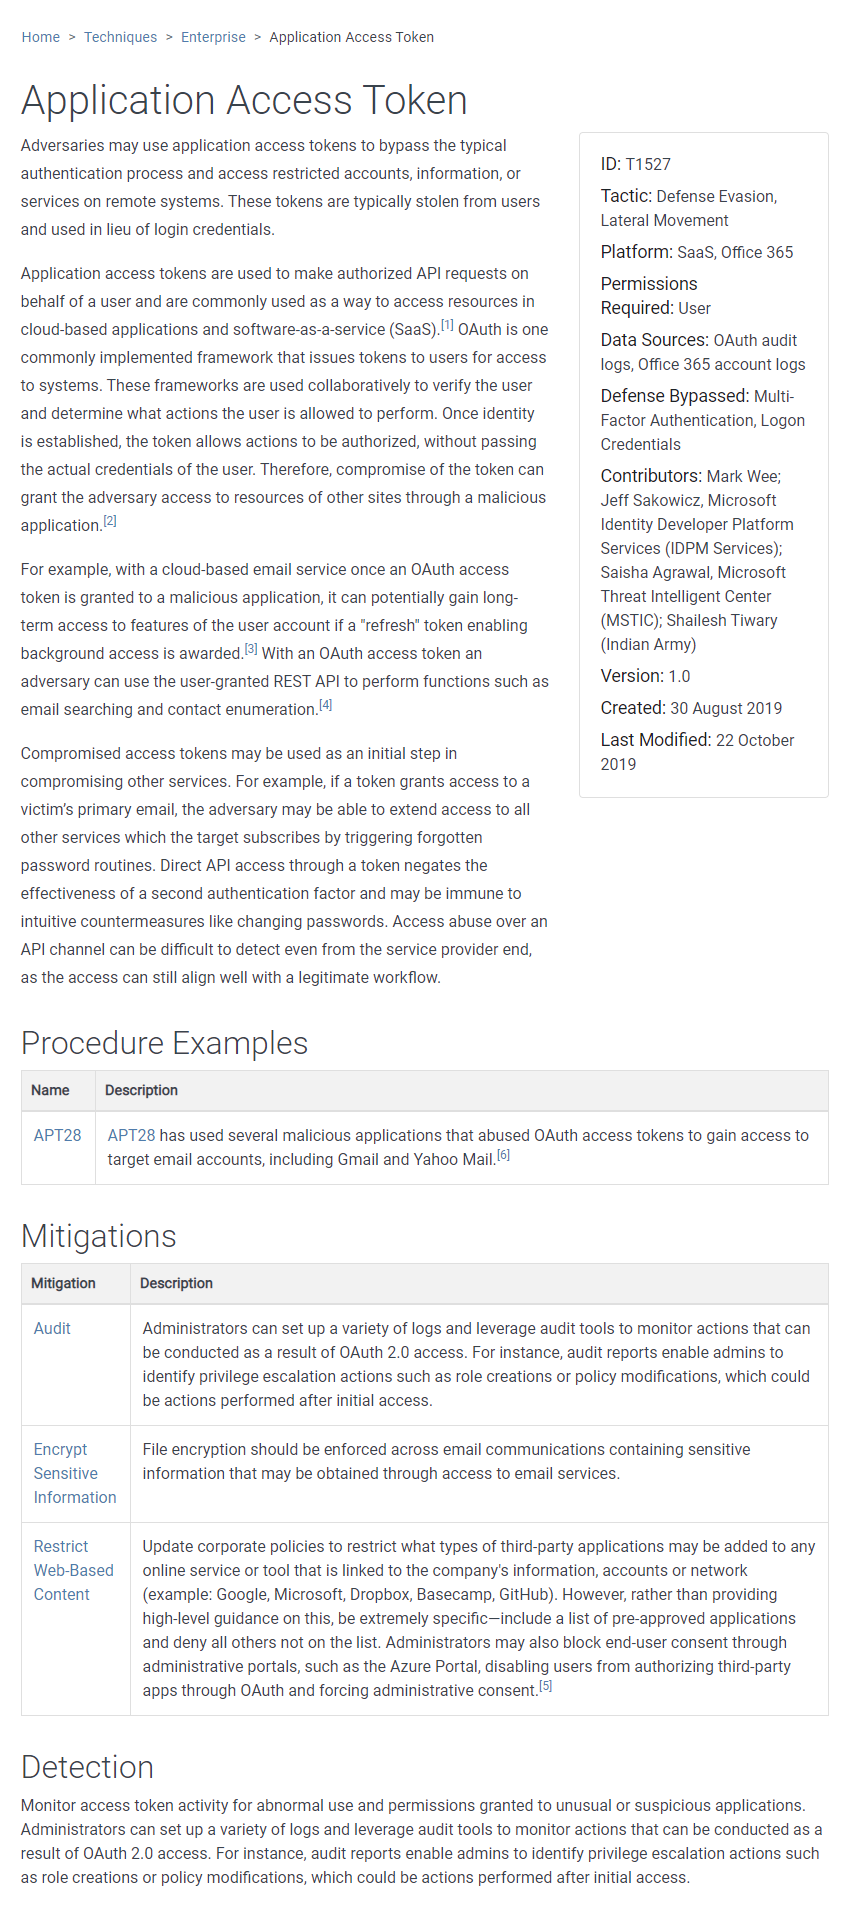 Home > Techniques > Enterprise > Application Access Token
Application Access Token
Adversaries may use application access tokens to bypass the typical
authentication process and access restricted accounts, information, or
services on remote systems. These tokens are typically stolen from users
and used in lieu of login credentials.
Application access tokens are used to make authorized API requests on
behalf of a user and are commonly used as a way to access resources in
cloud-based applications and software-as-a-service (SaaS).[1] OAuth is one
commonly implemented framework that issues tokens to users for access
to systems. These frameworks are used collaboratively to verify the user
and determine what actions the user is allowed to perform. Once identity
is established, the token allows actions to be authorized, without passing
the actual credentials of the user. Therefore, compromise of the token can
grant the adversary access to resources of other sites through a malicious
application.[2]
For example, with a cloud-based email service once an OAuth access
token is granted to a malicious application, it can potentially gain long-
term access to features of the user account if a "refresh" token enabling
background access is awarded.[3] With an OAuth access token an
adversary can use the user-granted REST API to perform functions such as
email searching and contact enumeration.[4]
Compromised access tokens may be used as an initial step in
compromising other services. For example, if a token grants access to a
victim’s primary email, the adversary may be able to extend access to all
other services which the target subscribes by triggering forgotten
password routines. Direct API access through a token negates the
effectiveness of a second authentication factor and may be immune to
intuitive countermeasures like changing passwords. Access abuse over an
API channel can be difficult to detect even from the service provider end,
as the access can still align well with a legitimate workflow.
ID: T1527
Tactic: Defense Evasion,
Lateral Movement
Platform: SaaS, Office 365
Permissions
Required: User
Data Sources: OAuth audit
logs, Office 365 account logs
Defense Bypassed: Multi-
Factor Authentication, Logon
Credentials
Contributors: Mark Wee;
Jeff Sakowicz, Microsoft
Identity Developer Platform
Services (IDPM Services);
Saisha Agrawal, Microsoft
Threat Intelligent Center
(MSTIC); Shailesh Tiwary
(Indian Army)
Version: 1.0
Created: 30 August 2019
Last Modified: 22 October
2019
Procedure Examples
Name Description
APT28 APT28 has used several malicious applications that abused OAuth access tokens to gain access to
target email accounts, including Gmail and Yahoo Mail.[6]
Mitigations
Mitigation Description
Audit Administrators can set up a variety of logs and leverage audit tools to monitor actions that can
be conducted as a result of OAuth 2.0 access. For instance, audit reports enable admins to
identify privilege escalation actions such as role creations or policy modifications, which could
be actions performed after initial access.
Encrypt
Sensitive
Information
File encryption should be enforced across email communications containing sensitive
information that may be obtained through access to email services.
Restrict
Web-Based
Content
Update corporate policies to restrict what types of third-party applications may be added to any
online service or tool that is linked to the company's information, accounts or network
(example: Google, Microsoft, Dropbox, Basecamp, GitHub). However, rather than providing
high-level guidance on this, be extremely specific—include a list of pre-approved applications
and deny all others not on the list. Administrators may also block end-user consent through
administrative portals, such as the Azure Portal, disabling users from authorizing third-party
apps through OAuth and forcing administrative consent.[5]
Detection
Monitor access token activity for abnormal use and permissions granted to unusual or suspicious applications.
Administrators can set up a variety of logs and leverage audit tools to monitor actions that can be conducted as a
result of OAuth 2.0 access. For instance, audit reports enable admins to identify privilege escalation actions such
as role creations or policy modifications, which could be actions performed after initial access.